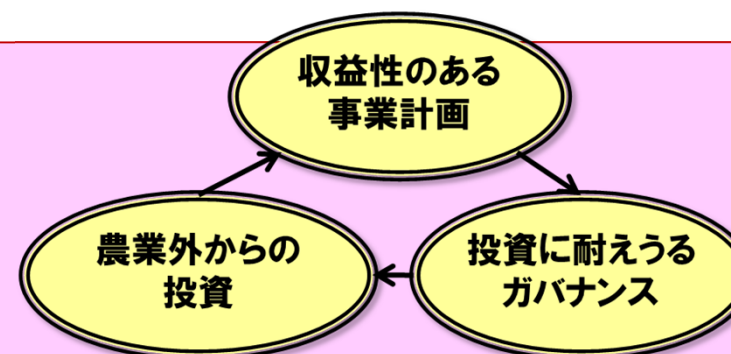 収益性のある
事業計画
農業外からの
投資
投資に耐えうる
ガバナンス